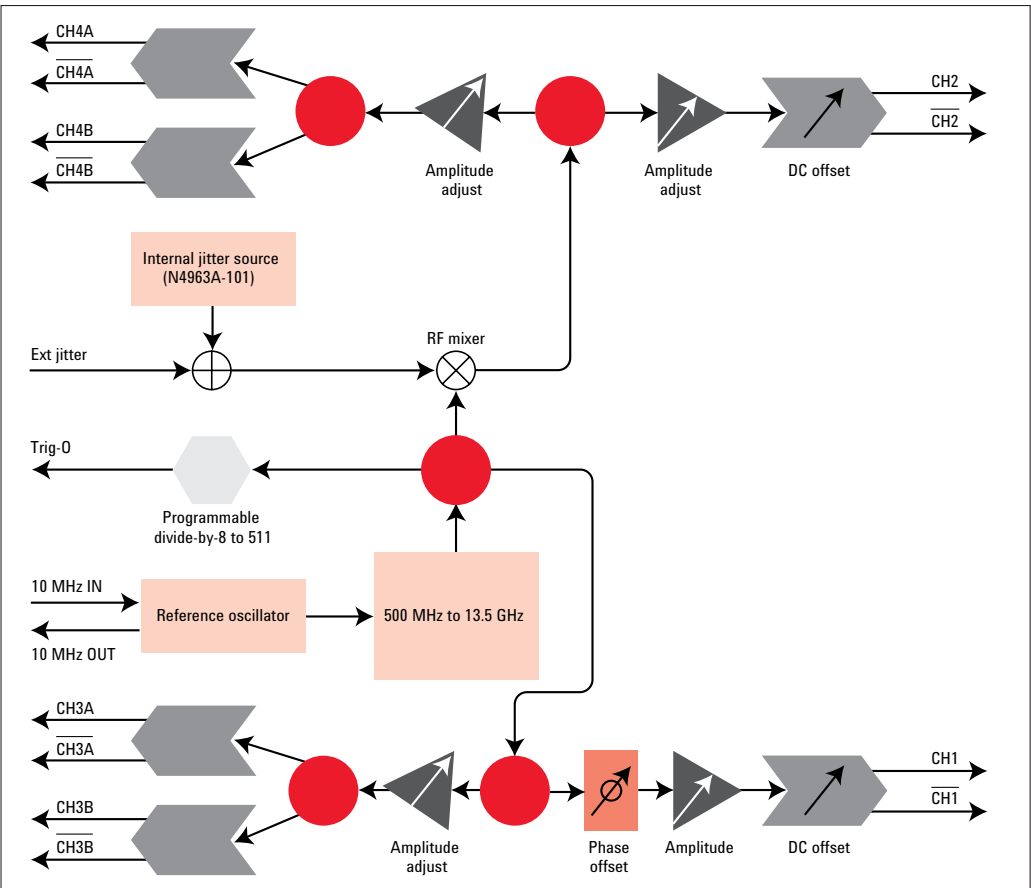 CH4A
CH4A
CH4B
CH4B
Amplitude
adjust
Amplitude
adjust
DC offset
CH2
CH2
Internal jitter source
(N4963A-101)
Ext jitter
RF mixer
Trig-O
Programmable
divide-by-8 to 511
10 MHz IN
10 MHz OUT
Reference oscillator
500 MHz to 13.5 GHz
CH3A
CH3A
CH3B
CH3B
Amplitude
adjust
Phase
offset
Amplitude
DC offset
CH1
CH1